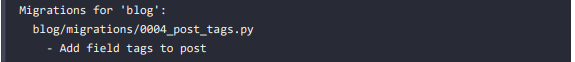 Migrations for 'blog':
  blog/migrations/0004_post_tags.py
    - Add field tags to post